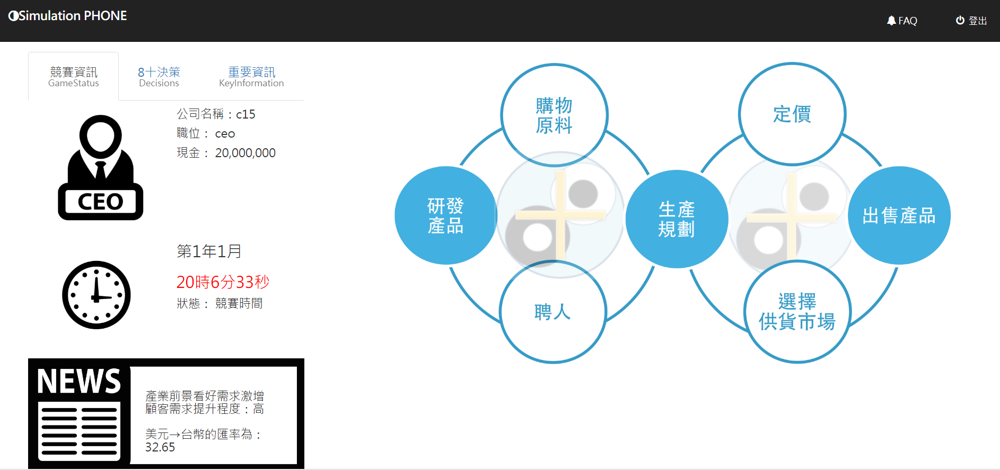 Simulation PHONE
FAQ
登出
競賽資訊
GameStatus
8十決策
Decisions
重要資訊
KeyInformation
公司名稱：c15
職位： ceo
現金： 20,000,000
CEO
第1年1月
20時6分33秒
狀態： 競賽時間
NEWS
產業前景看好需求激增
顧客需求提升程度：高
美元→台幣的匯率為：
32.65
購物
原料
定價
研發
產品
生產
規劃
出售產品
聘人
選擇
供貨市場